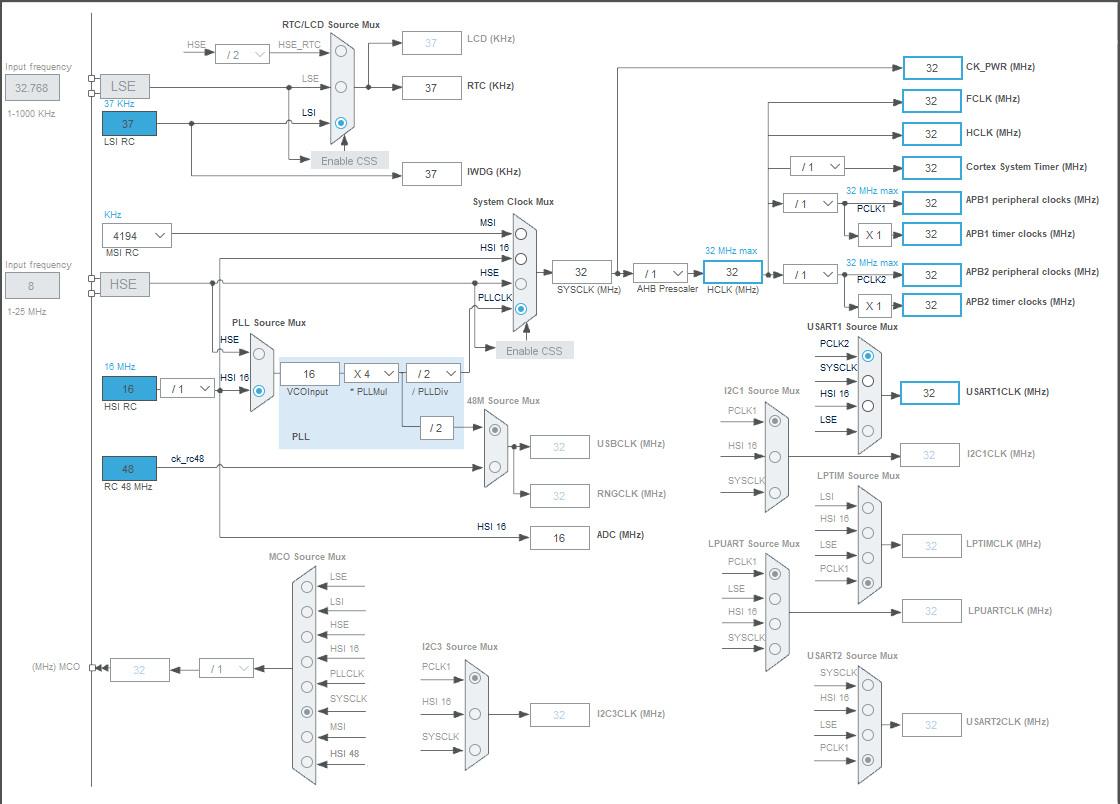 RTC/LCD Source Mux
HSE
/ 2
HSE_RTC
37
LCD (KHz)
Input frequency
32.768
1-1000 KHz
LSE
LSE
37
RTC (KHz)
37 KHz
37
LSI RC
LSI
Enable CSS
37
IWDG (KHz)
32
CK_PWR (MHz)
32
FCLK (MHz)
32
HCLK (MHz)
/ 1
32
Cortex System Timer (MHz)
/ 1
32 MHz max
PCLK1
32
APB1 peripheral clocks (MHz)
X 1
32
APB1 timer clocks (MHz)
/ 1
32 MHz max
PCLK2
32
APB2 peripheral clocks (MHz)
X 1
32
APB2 timer clocks (MHz)
System Clock Mux
KHz
4194
MSI RC
MSI
HSI 16
HSE
PLLCLK
Enable CSS
32
SYSCLK (MHz)
/ 1
AHB Prescaler
32 MHz max
32
HCLK (MHz)
Input frequency
8
1-25 MHz
HSE
PLL Source Mux
HSE
HSI 16
16 MHz
16
HSI RC
/ 1
16
VCOInput
X 4
* PLLMul
/ 2
/ PLLDiv
/ 2
PLL
48M Source Mux
48
RC 48 MHz
ck_rc48
32
USBCLK (MHz)
32
RNGCLK (MHz)
HSI 16
16
ADC (MHz)
USART1 Source Mux
PCLK2
SYSCLK
HSI 16
LSE
32
USART1CLK (MHz)
I2C1 Source Mux
PCLK1
HSI 16
SYSCLK
32
I2C1CLK (MHz)
LPTIM Source Mux
LSI
HSI 16
LSE
PCLK1
32
LPTIMCLK (MHz)
LPUART Source Mux
PCLK1
LSE
HSI 16
SYSCLK
32
LPUARTCLK (MHz)
USART2 Source Mux
SYSCLK
HSI 16
LSE
PCLK1
32
USART2CLK (MHz)
MCO Source Mux
LSE
LSI
HSE
HSI 16
PLLCLK
SYSCLK
MSI
HSI 48
(MHz) MCO
32
/ 1
I2C3 Source Mux
PCLK1
HSI 16
SYSCLK
32
I2C3CLK (MHz)